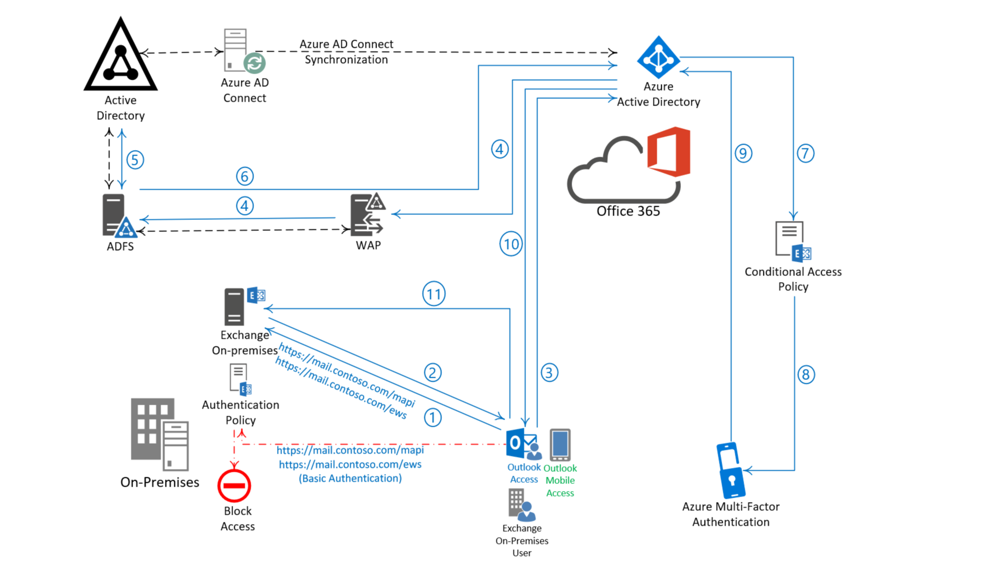 Azure AD Connect
Synchronization
Azure AD
Connect
Active
Directory
Azure
Active Directory
5
6
4
4
9
7
Office 365
ADFS
WAP
10
Conditional Access
Policy
11
Exchange
On-premises
https://mail.contoso.com/mapi
https://mail.contoso.com/ews
2
1
3
8
Authentication
Policy
On-Premises
https://mail.contoso.com/mapi
https://mail.contoso.com/ews
(Basic Authentication)
Block
Access
Outlook
Access
Outlook
Mobile
Access
Exchange
On-Premises
User
Azure Multi-Factor
Authentication